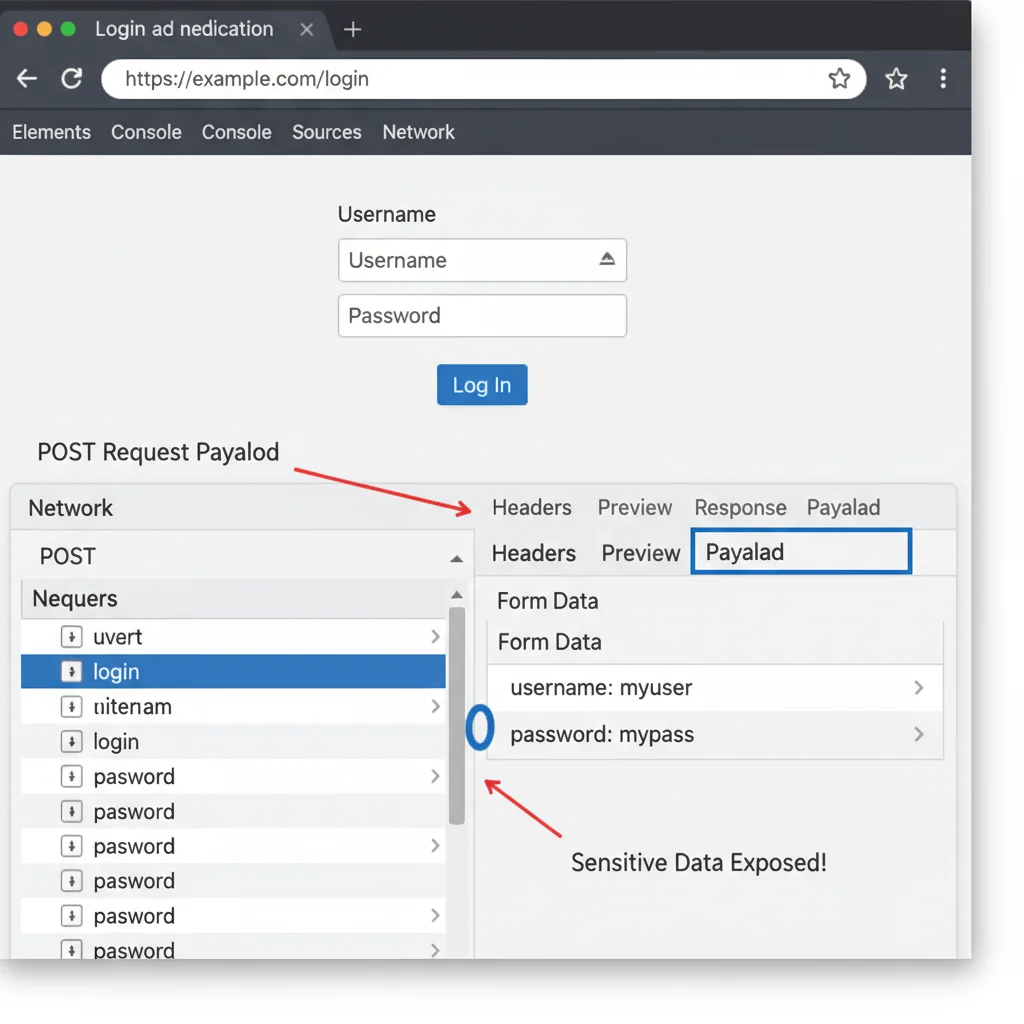 Login ad nedication
https://example.com/login
Elements Console Console Sources Network
Username
Username
Password
Log In
POST Request Payalod
Network
Headers Preview Response Payalad
POST
Headers Preview Payalad
Nequers
Form Data
uvert
Form Data
login
username: myuser
nitenam
login
password: mypass
pasword
pasword
pasword
Sensitive Data Exposed!
pasword
pasword
pasword